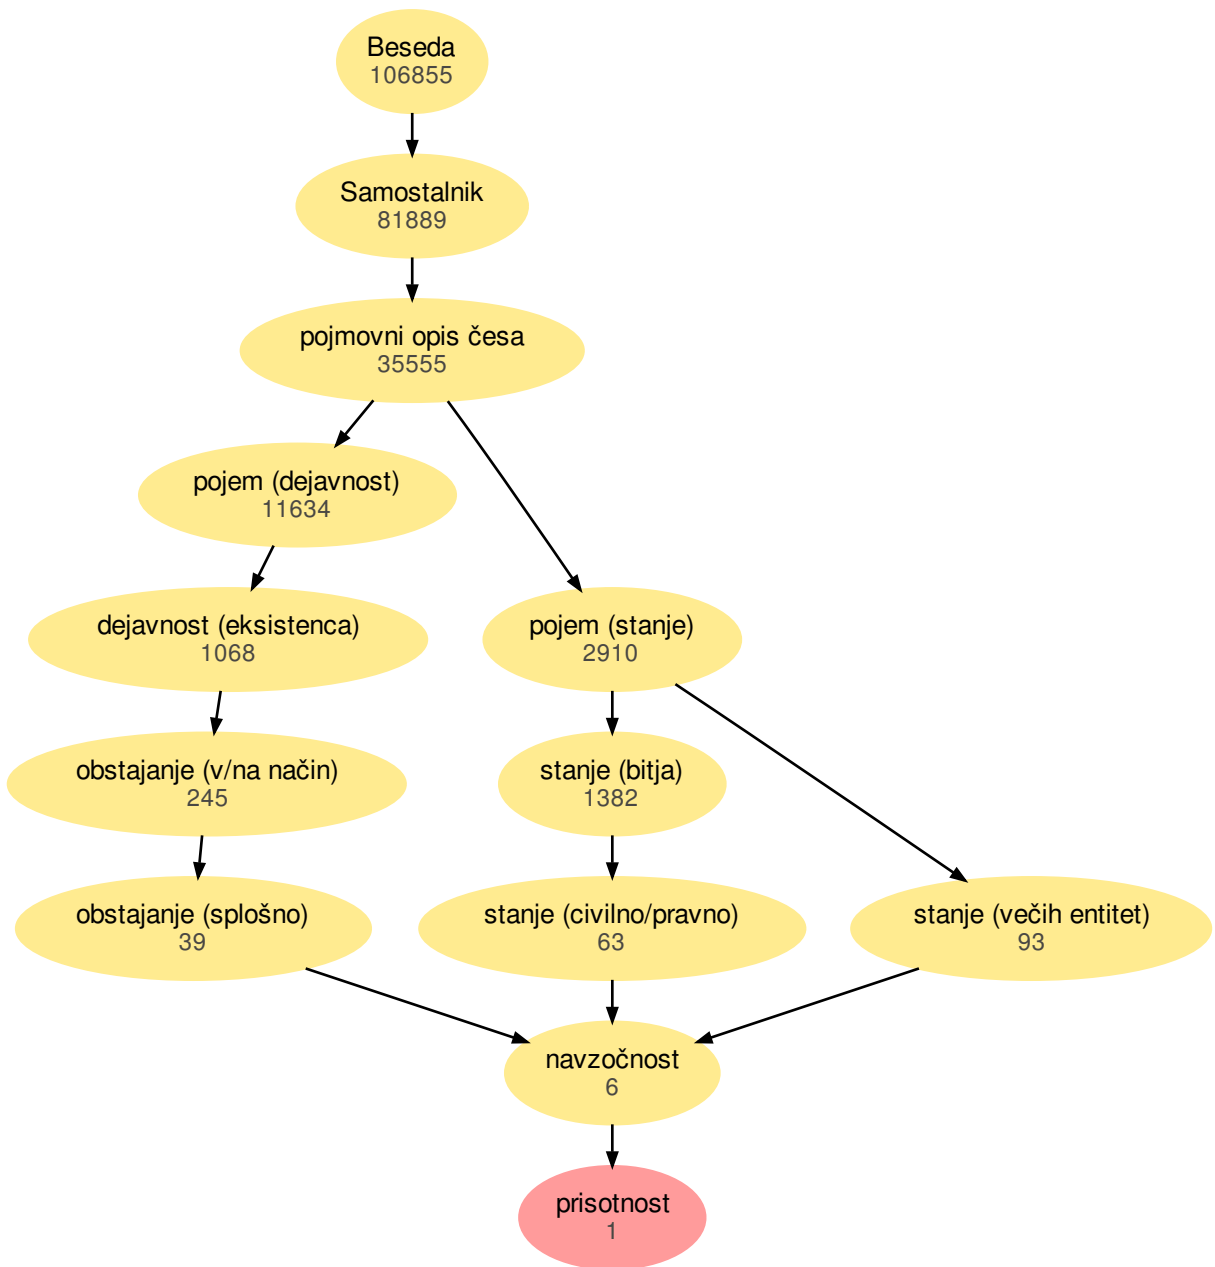 Beseda
106855
Samostalnik
81889
pojmovni opis česa
35555
pojem (dejavnost)
11634
dejavnost (eksistenca)
1068
pojem (stanje)
2910
obstajanje (v/na način)
245
stanje (bitja)
1382
obstajanje (splošno)
39
stanje (civilno/pravno)
63
stanje (večih entitet)
93
navzočnost
6
prisotnost
1